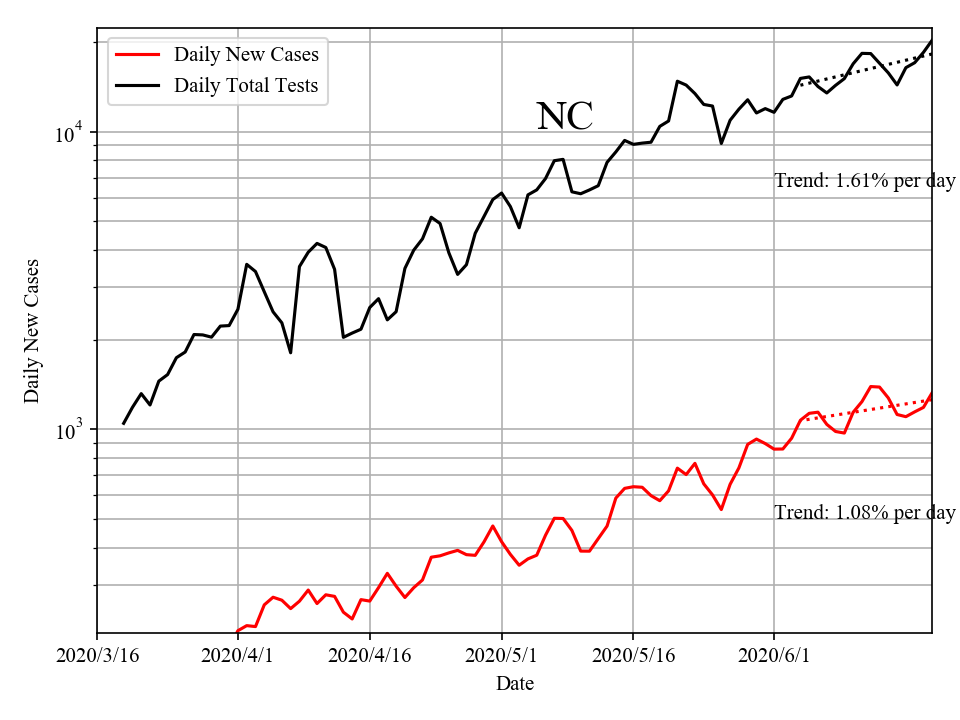 Daily New Cases
Daily Total Tests
NC
10^4
Trend: 1.61% per day
Daily New Cases
10^3
Trend: 1.08% per day
2020/3/16
2020/4/1
2020/4/16
2020/5/1
2020/5/16
2020/6/1
Date